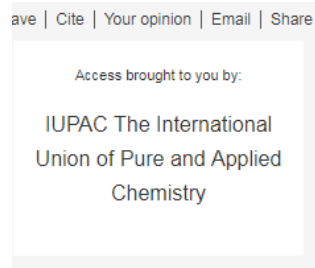 ave | Cite | Your opinion | Email | Share
Access brought to you by:
IUPAC The International
Union of Pure and Applied
Chemistry